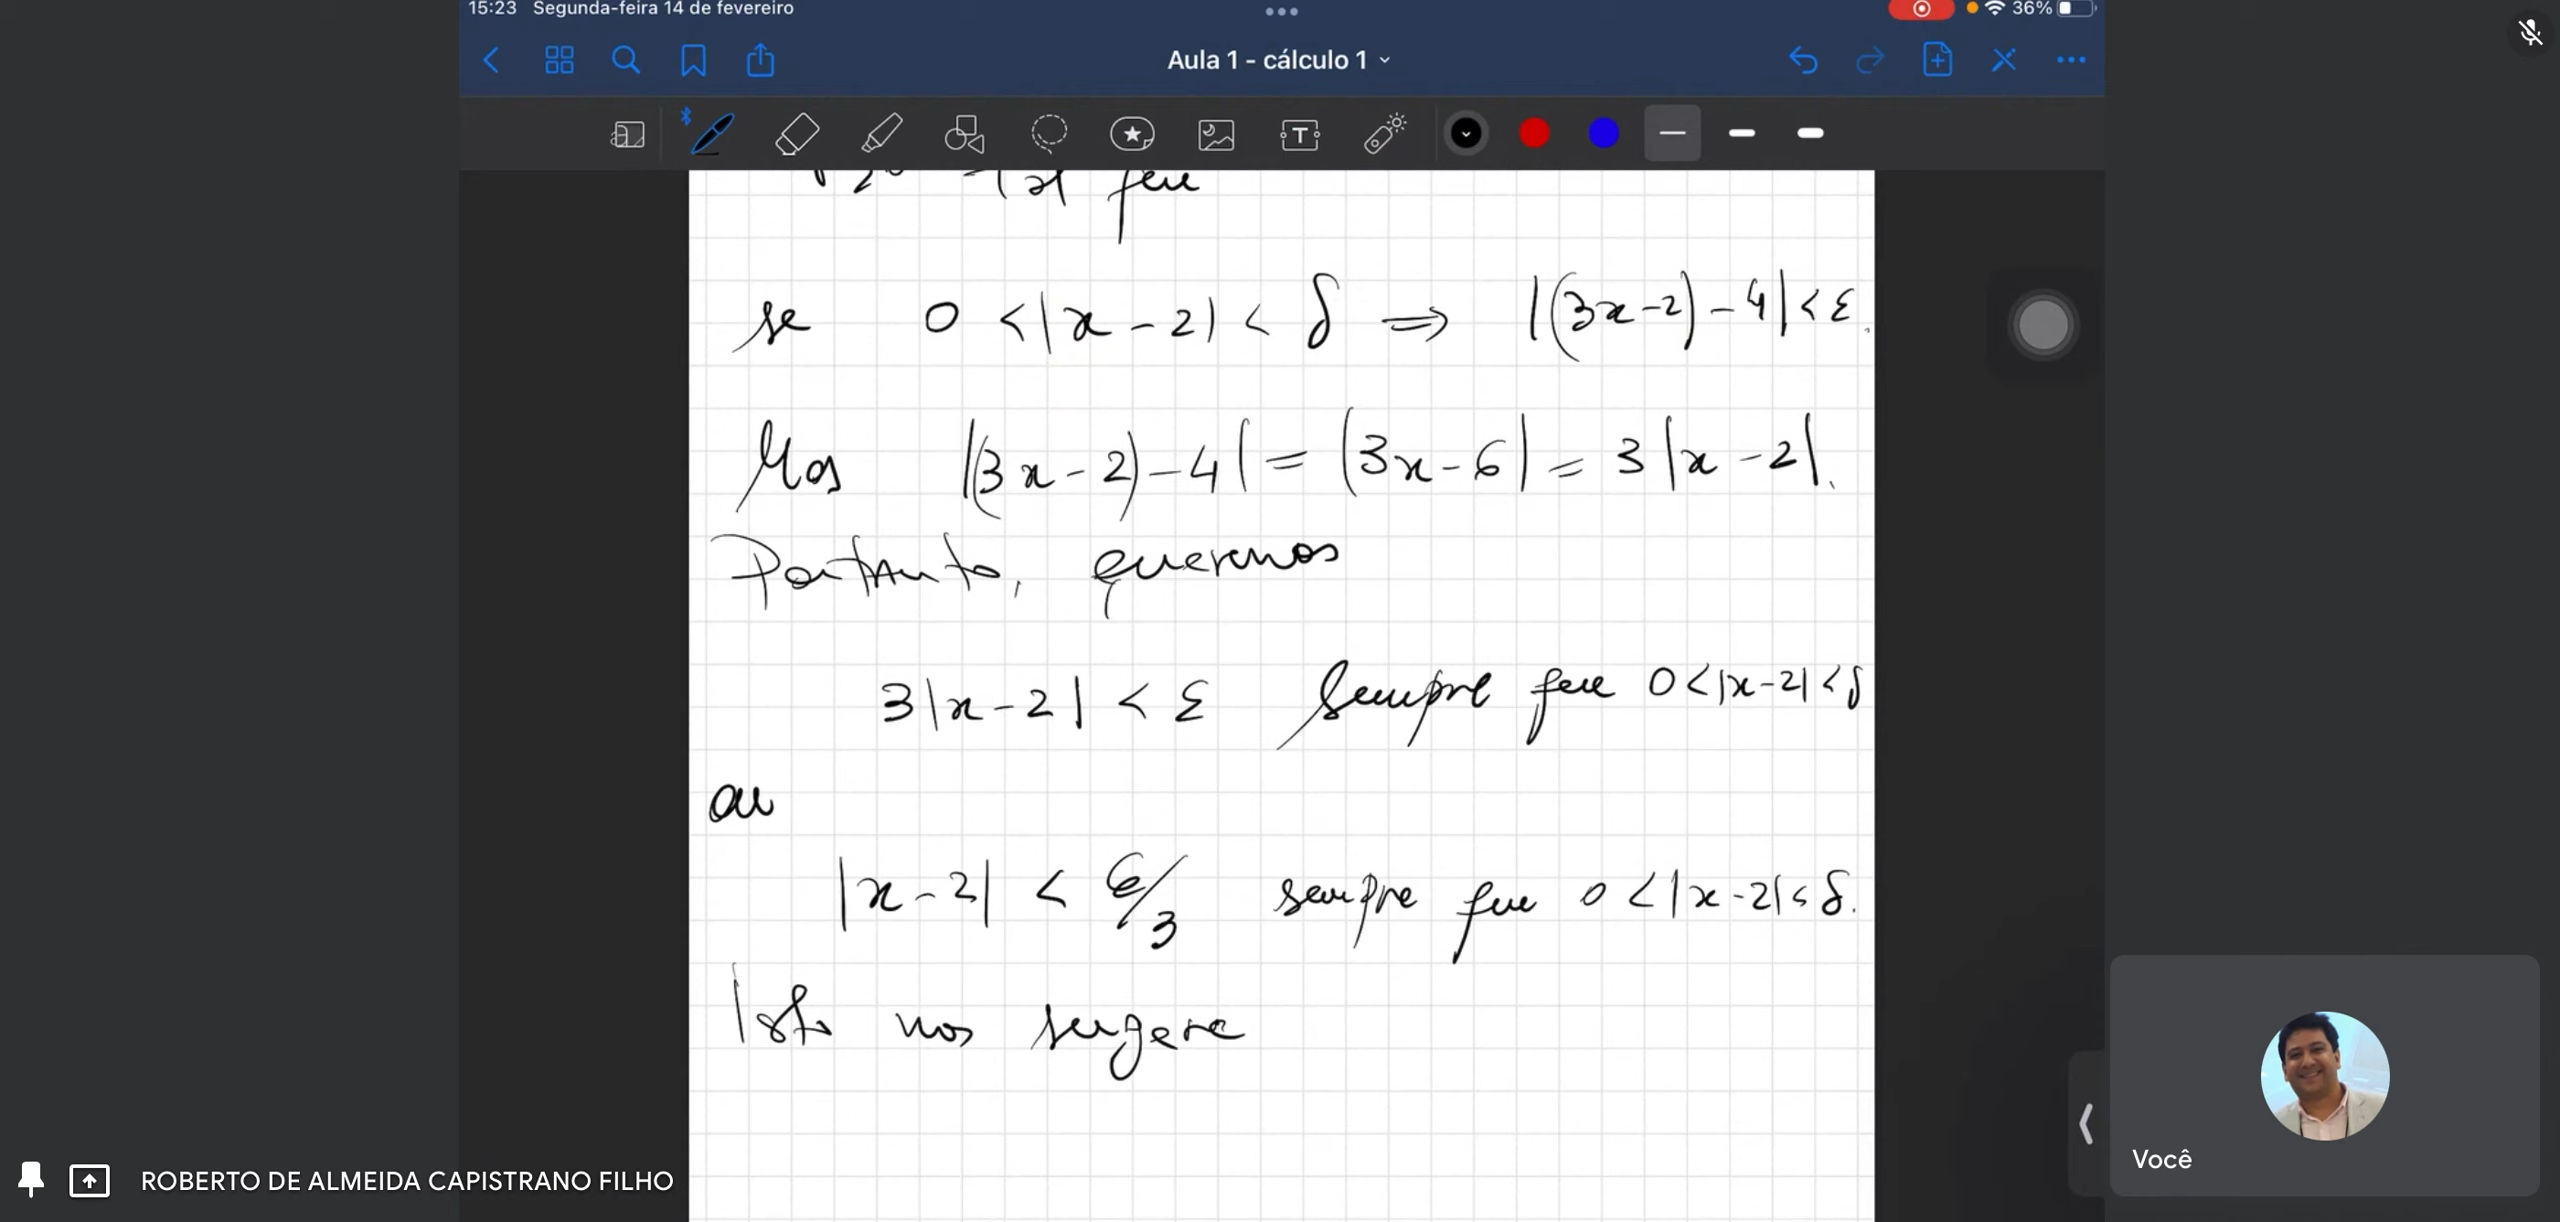 15:23 Segunda-feira 14 de fevereiro
36%
Aula 1 - cálculo 1
que
se 0 < |x - 2| < δ ⇒ |(3x-2) - 4| < ε.
Mas |(3x - 2) - 4| = |3x - 6| = 3|x - 2|.
Portanto, queremos
3|x - 2| < ε sempre que 0 < |x-2| < δ
ou
|x - 2| < ε/3 sempre que 0 < |x-2| < δ.
Isto nos sugere
Você
ROBERTO DE ALMEIDA CAPISTRANO FILHO